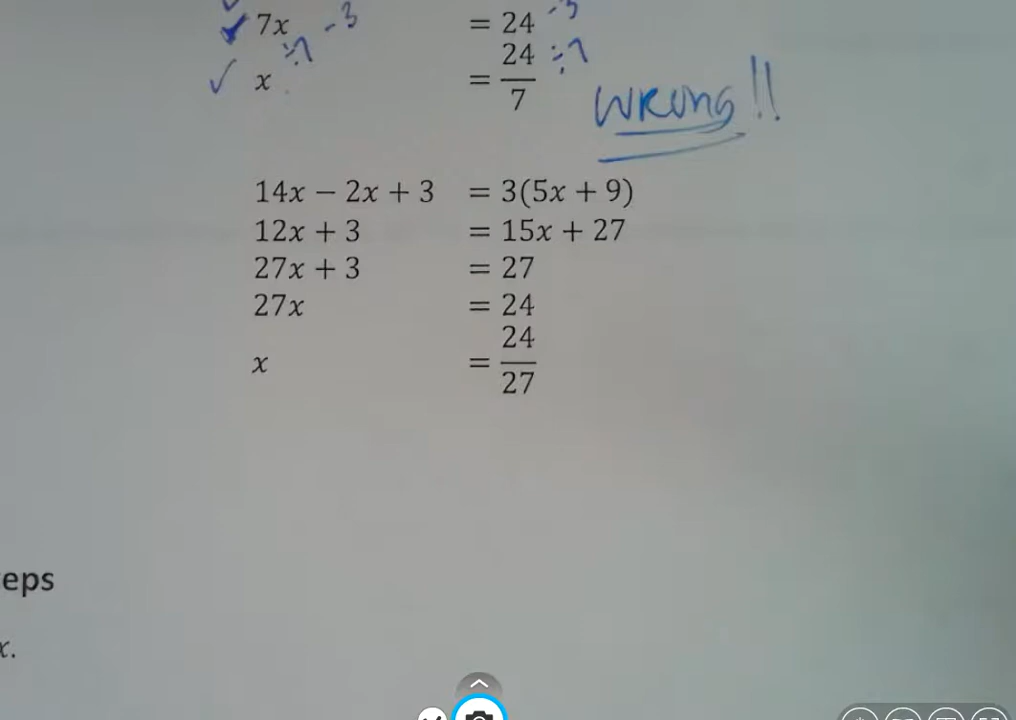 7x - 3 = 24 - 3
÷7 24 ÷7
x = 24/7
WRONG!!
14x − 2x + 3 = 3(5x + 9)
12x + 3 = 15x + 27
27x + 3 = 27
27x = 24
x = 24/27
eps
x.